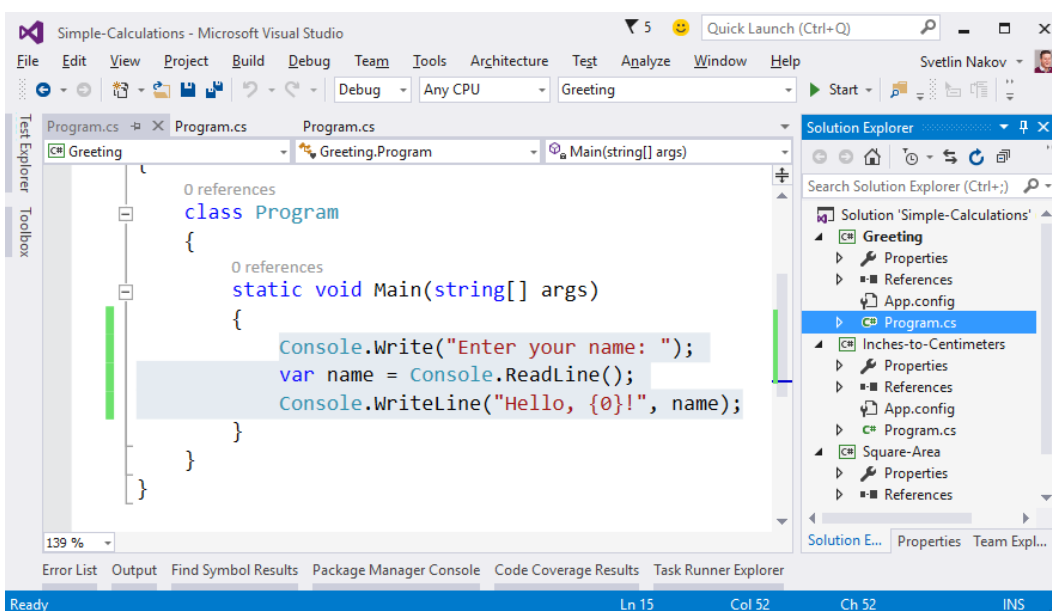 Simple-Calculations - Microsoft Visual Studio
5
Quick Launch (Ctrl+Q)
File Edit View Project Build Debug Team Tools Architecture Test Analyze Window Help
Svetlin Nakov
Debug
Any CPU
Greeting
Start
Test Explorer
Toolbox
Program.cs
Program.cs
Program.cs
C# Greeting
Greeting.Program
Main(string[] args)
{
0 references
class Program
{
0 references
static void Main(string[] args)
{
Console.Write("Enter your name: ");
var name = Console.ReadLine();
Console.WriteLine("Hello, {0}!", name);
}
}
}
139 %
Solution Explorer
Search Solution Explorer (Ctrl+;)
Solution 'Simple-Calculations'
C# Greeting
Properties
References
App.config
C# Program.cs
C# Inches-to-Centimeters
Properties
References
App.config
C# Program.cs
C# Square-Area
Properties
References
Solution E... Properties Team Expl...
Error List Output Find Symbol Results Package Manager Console Code Coverage Results Task Runner Explorer
Ready
Ln 15
Col 52
Ch 52
INS